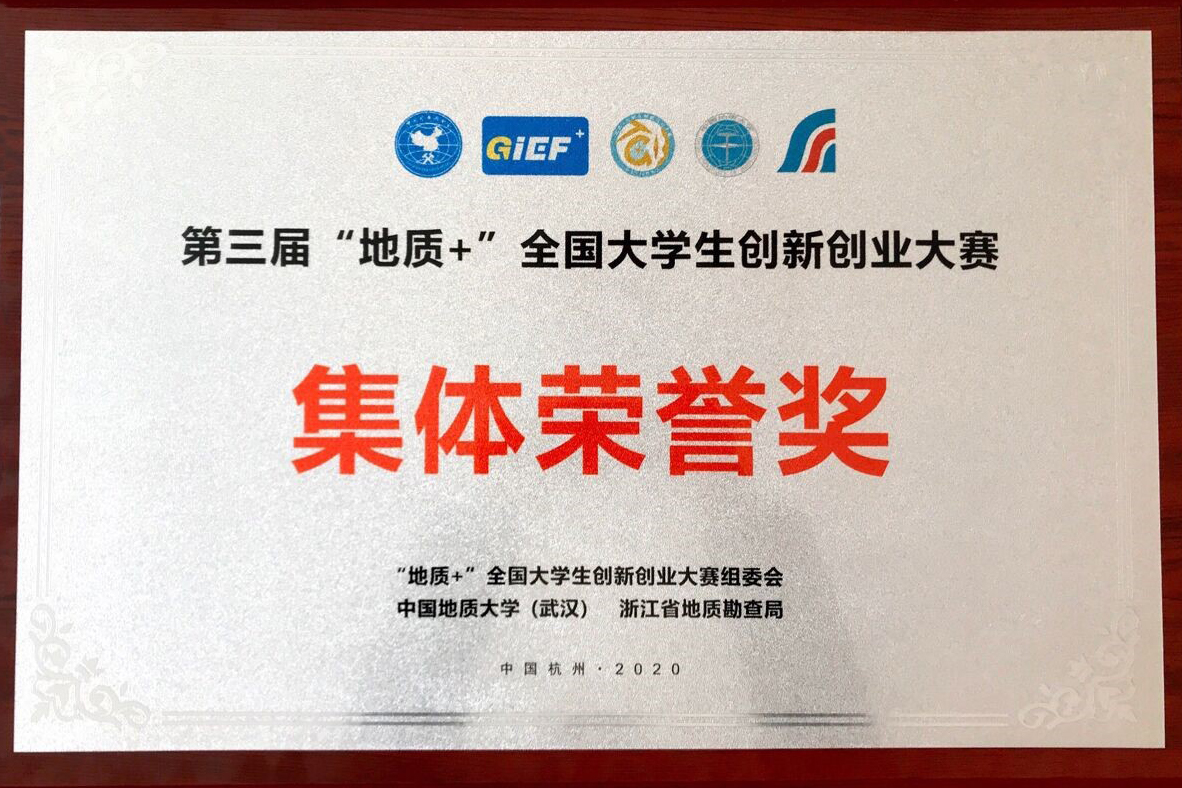 GiEF+
第三届“地质+”全国大学生创新创业大赛
集体荣誉奖
“地质+”全国大学生创新创业大赛组委会
中国地质大学（武汉） 浙江省地质勘查局
中国杭州·2020